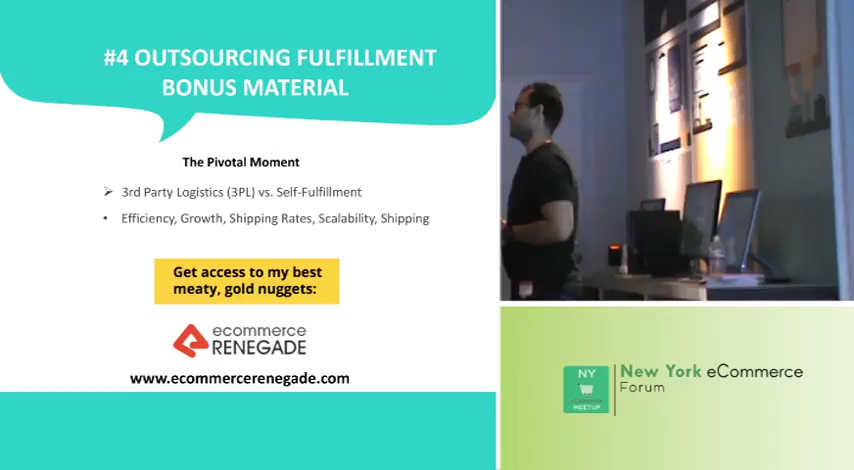 #4 OUTSOURCING FULFILLMENT
BONUS MATERIAL
The Pivotal Moment
3rd Party Logistics (3PL) vs. Self-Fulfillment
Efficiency, Growth, Shipping Rates, Scalability, Shipping
Get access to my best
meaty, gold nuggets:
ecommerce
RENEGADE
www.ecommercerenegade.com
NY
eCommerce
MEETUP
New York eCommerce
Forum